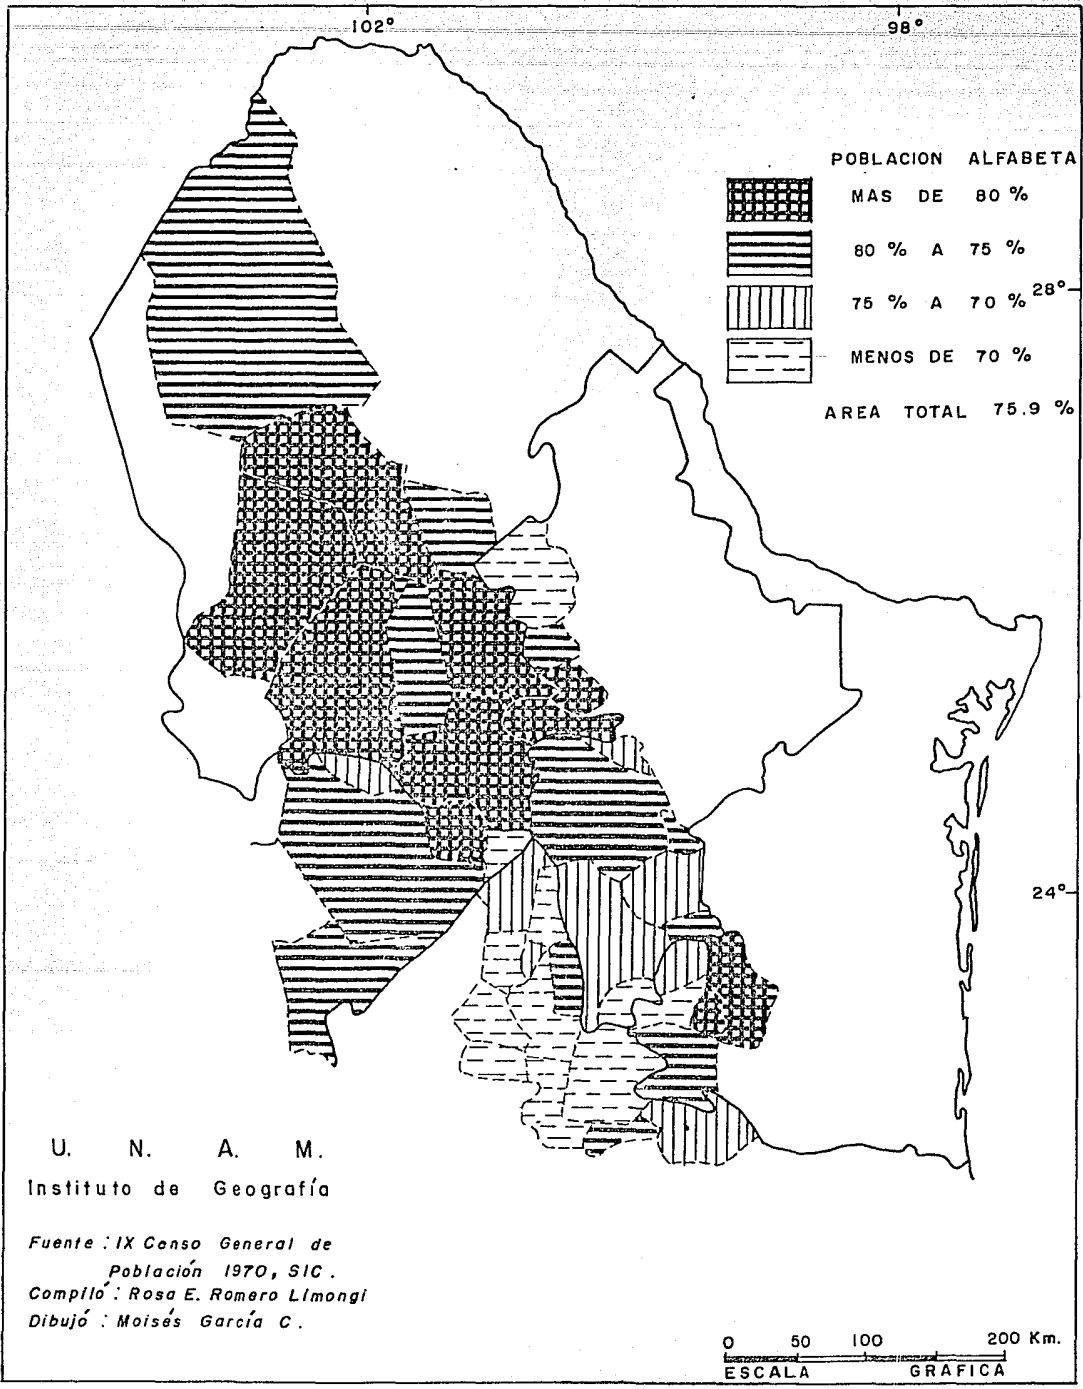 102° 98°
POBLACION ALFABETA
MAS DE 80 %
80 % A 75 %
75 % A 70 %
28°
MENOS DE 70 %
AREA TOTAL 75.9 %
24°
U. N. A. M.
Instituto de Geografía
Fuente : IX Censo General de
Población 1970, SIC.
Compiló : Rosa E. Romero Limongi
Dibujó : Moisés García C.
0 50 100 200 Km.
ESCALA GRAFICA